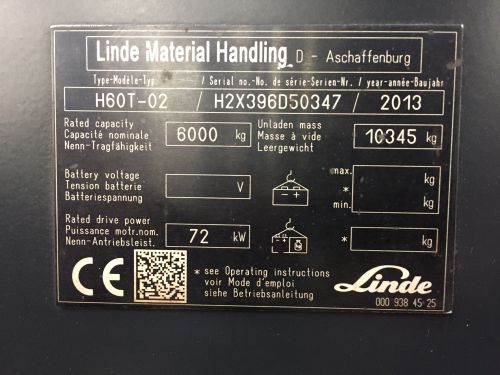 Linde Material Handling D - Aschaffenburg
Type-Modèle-Typ / Serial no.-No. de série-Serien-Nr. / year-année-Baujahr
H60T-02 / H2X396D50347 / 2013
Rated capacity
Capacité nominale
Nenn-Tragfähigkeit
6000 kg
Unladen mass
Masse à vide
Leergewicht
10345 kg
Battery voltage
Tension batterie
Batteriespannung
V
max. kg
*
min. kg
Rated drive power
Puissance motr.nom.
Nenn-Antriebsleist.
72 kW
* kg
CE
* see Operating instructions
voir Mode d'emploi
siehe Betriebsanleitung
Linde
000 938 45 25